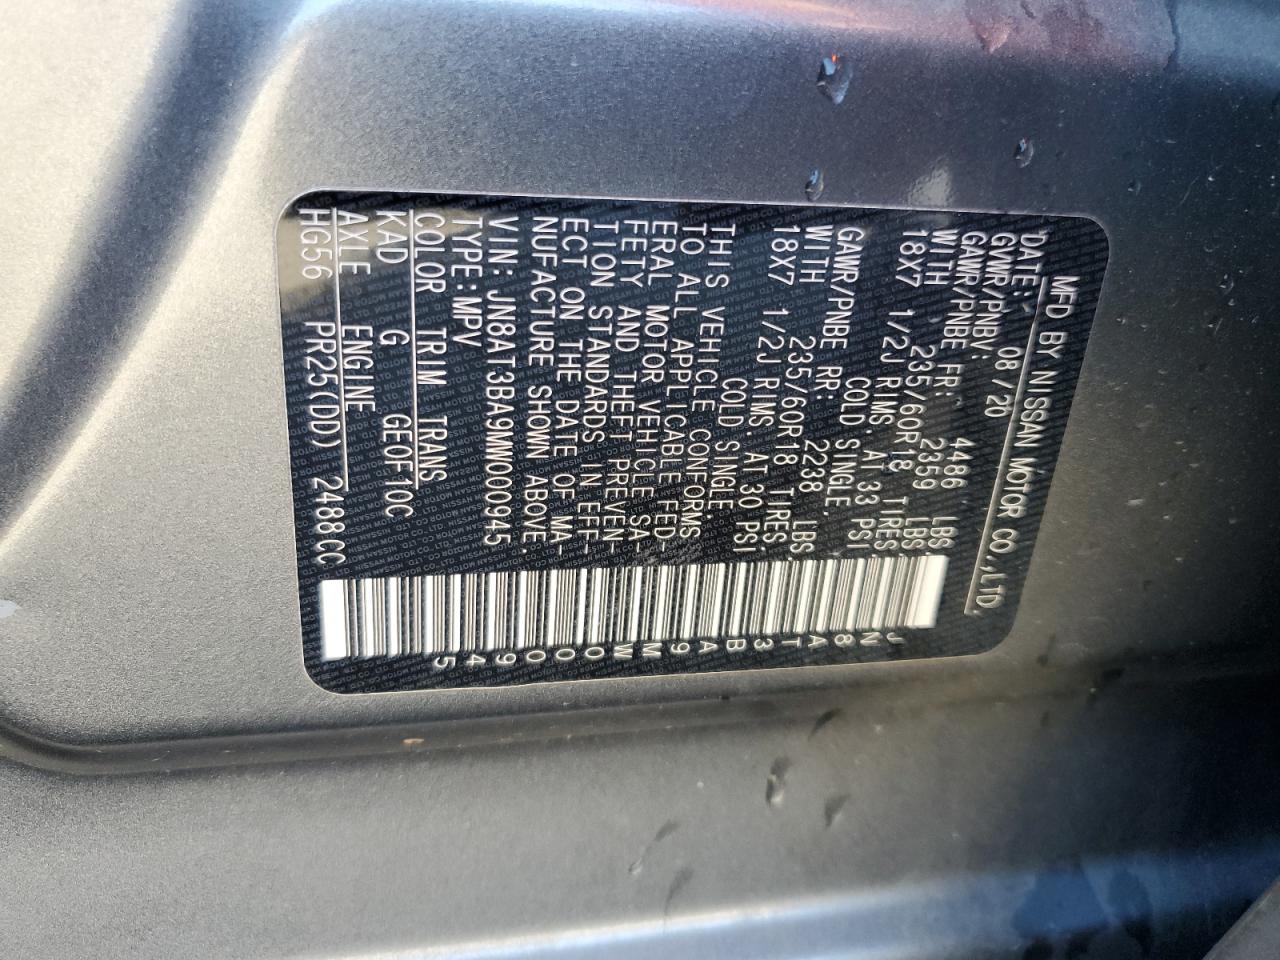 MFD BY NISSAN MOTOR CO.,LTD.
DATE: 08/20
GVWR/PNBV: 4486 LBS.
GAWR/PNBE FR: 2359 LBS.
WITH 235/60R18 TIRES.
18X7 1/2J RIMS. AT 33 PSI
COLD. SINGLE
GAWR/PNBE RR: 2238 LBS.
WITH 235/60R18 TIRES.
18X7 1/2J RIMS. AT 30 PSI
COLD SINGLE
THIS VEHICLE CONFORMS
TO ALL APPLICABLE FED-
ERAL MOTOR VEHICLE SA-
FETY AND THEFT PREVEN-
TION STANDARDS IN EFF-
ECT ON THE DATE OF MA-
NUFACTURE SHOWN ABOVE.
VIN: JN8AT3BA9MW000945
TYPE:MPV
COLOR TRIM TRANS
KAD G GE0F10C
AXLE ENGINE
HG56 PR25(DD) 2488CC
JN8AT3BA9MW000945